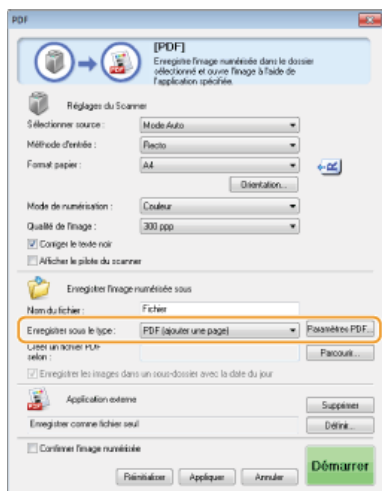 PDF
[PDF]
Enregistre l'image numérisée dans le dossier
sélectionné et ouvre l'image à l'aide de
l'application spécifiée.
PDF
Réglages du Scanner
Sélectionner source : Mode Auto
Méthode d'entrée : Recto
Format papier : A4
Orientation...
Mode de numérisation : Couleur
Qualité de l'image : 300 ppp
Corriger le texte noir
Afficher le pilote du scanner
Enregistrer l'image numérisée sous
Nom du fichier : Fichier
Enregistrer sous le type : PDF (ajouter une page) Paramètres PDF...
Créer un fichier PDF
selon : Parcourir...
Enregistrer les images dans un sous-dossier avec la date du jour
Application externe Supprimer
Enregistrer comme fichier seul Définir...
Confirmer l'image numérisée
Réinitialiser Appliquer Annuler Démarrer